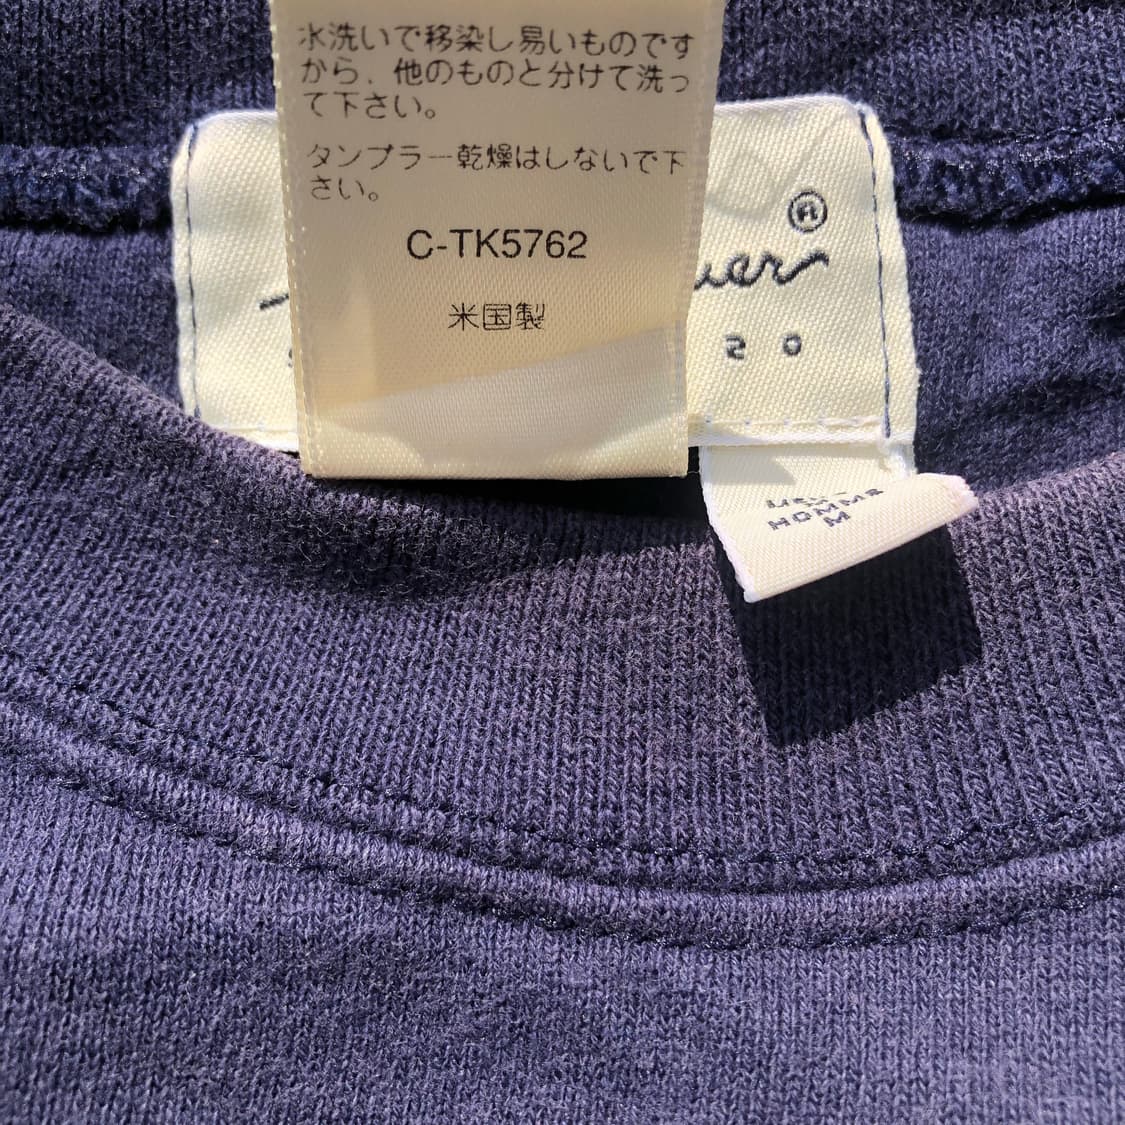 水洗いで移染し易いものです
から、他のものと分けて洗っ
て下さい。
タンブラー乾燥はしないで下
さい。
C-TK5762
米国製
®
20
HOMME
M